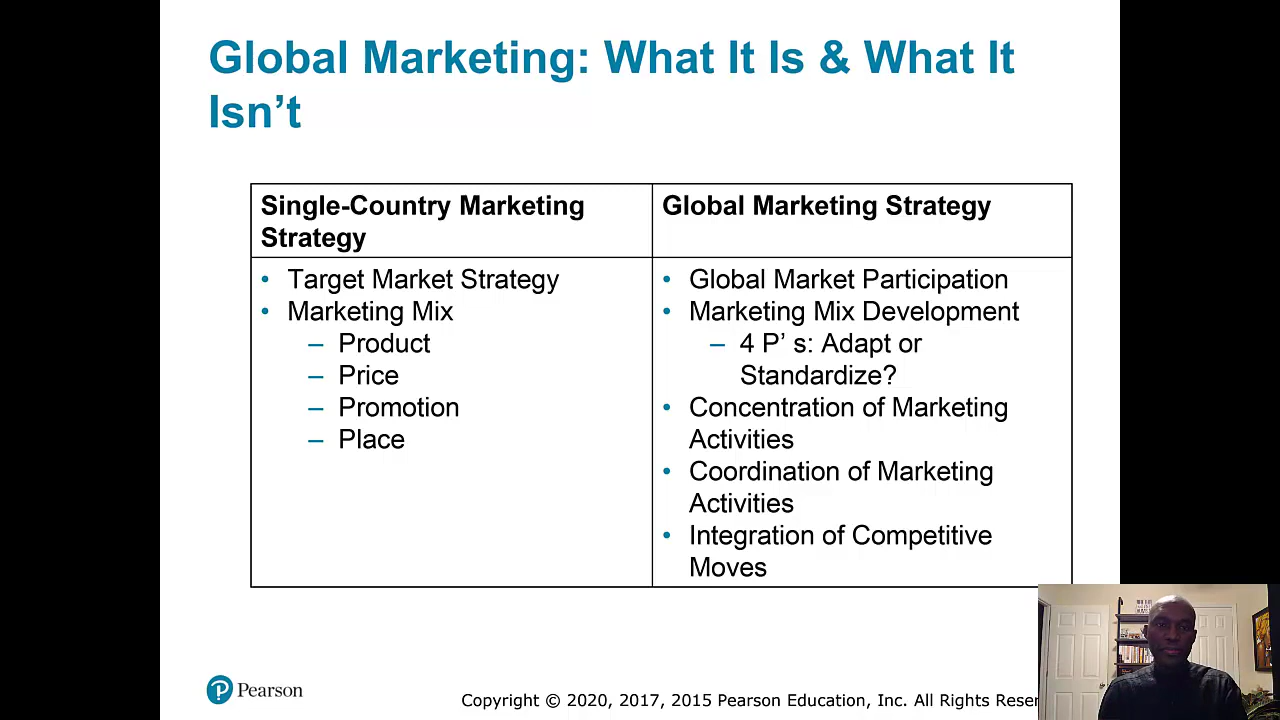 Global Marketing: What It Is & What It
Isn’t
Single-Country Marketing
Strategy
Global Marketing Strategy
• Target Market Strategy
• Marketing Mix
– Product
– Price
– Promotion
– Place
• Global Market Participation
• Marketing Mix Development
– 4 P’ s: Adapt or
Standardize?
• Concentration of Marketing
Activities
• Coordination of Marketing
Activities
• Integration of Competitive
Moves
Pearson
Copyright © 2020, 2017, 2015 Pearson Education, Inc. All Rights Reser